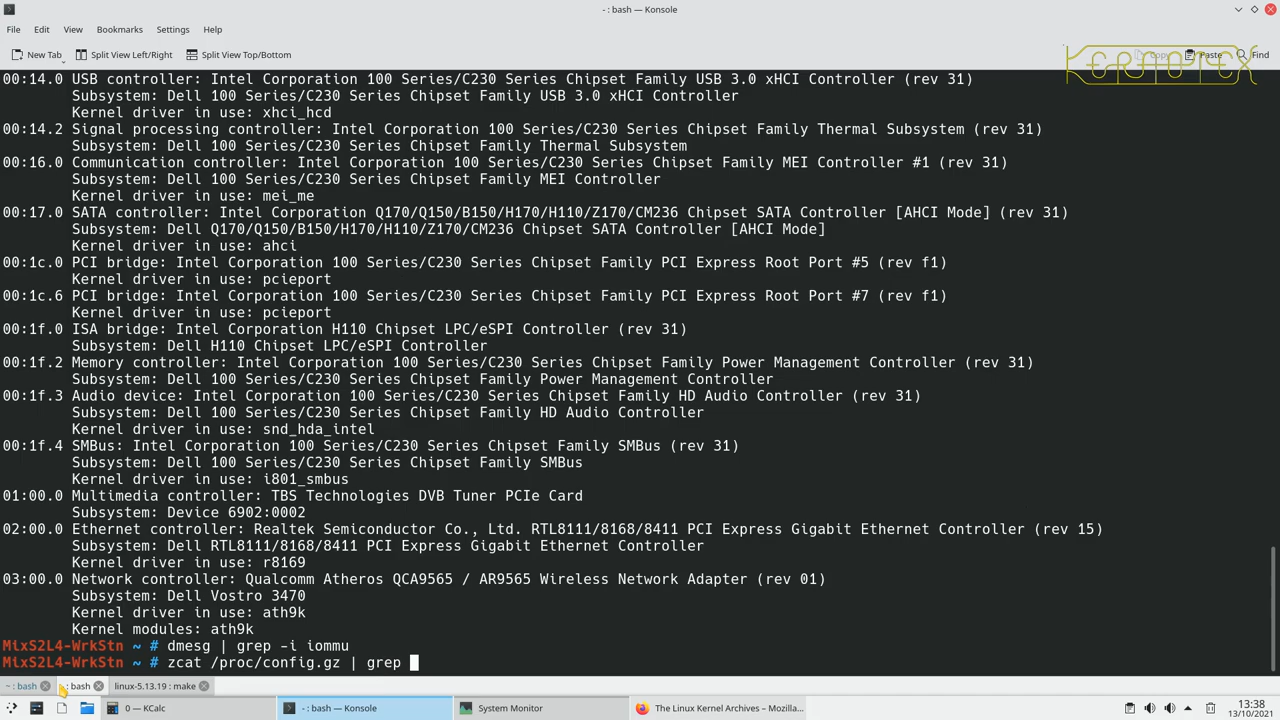 - : bash — Konsole
File Edit View Bookmarks Settings Help
New Tab Split View Left/Right Split View Top/Bottom Copy Paste Find
00:14.0 USB controller: Intel Corporation 100 Series/C230 Series Chipset Family USB 3.0 xHCI Controller (rev 31)
Subsystem: Dell 100 Series/C230 Series Chipset Family USB 3.0 xHCI Controller
Kernel driver in use: xhci_hcd
00:14.2 Signal processing controller: Intel Corporation 100 Series/C230 Series Chipset Family Thermal Subsystem (rev 31)
Subsystem: Dell 100 Series/C230 Series Chipset Family Thermal Subsystem
00:16.0 Communication controller: Intel Corporation 100 Series/C230 Series Chipset Family MEI Controller #1 (rev 31)
Subsystem: Dell 100 Series/C230 Series Chipset Family MEI Controller
Kernel driver in use: mei_me
00:17.0 SATA controller: Intel Corporation Q170/Q150/B150/H170/H110/Z170/CM236 Chipset SATA Controller [AHCI Mode] (rev 31)
Subsystem: Dell Q170/Q150/B150/H170/H110/Z170/CM236 Chipset SATA Controller [AHCI Mode]
Kernel driver in use: ahci
00:1c.0 PCI bridge: Intel Corporation 100 Series/C230 Series Chipset Family PCI Express Root Port #5 (rev f1)
Kernel driver in use: pcieport
00:1c.6 PCI bridge: Intel Corporation 100 Series/C230 Series Chipset Family PCI Express Root Port #7 (rev f1)
Kernel driver in use: pcieport
00:1f.0 ISA bridge: Intel Corporation H110 Chipset LPC/eSPI Controller (rev 31)
Subsystem: Dell H110 Chipset LPC/eSPI Controller
00:1f.2 Memory controller: Intel Corporation 100 Series/C230 Series Chipset Family Power Management Controller (rev 31)
Subsystem: Dell 100 Series/C230 Series Chipset Family Power Management Controller
00:1f.3 Audio device: Intel Corporation 100 Series/C230 Series Chipset Family HD Audio Controller (rev 31)
Subsystem: Dell 100 Series/C230 Series Chipset Family HD Audio Controller
Kernel driver in use: snd_hda_intel
00:1f.4 SMBus: Intel Corporation 100 Series/C230 Series Chipset Family SMBus (rev 31)
Subsystem: Dell 100 Series/C230 Series Chipset Family SMBus
Kernel driver in use: i801_smbus
01:00.0 Multimedia controller: TBS Technologies DVB Tuner PCIe Card
Subsystem: Device 6902:0002
02:00.0 Ethernet controller: Realtek Semiconductor Co., Ltd. RTL8111/8168/8411 PCI Express Gigabit Ethernet Controller (rev 15)
Subsystem: Dell RTL8111/8168/8411 PCI Express Gigabit Ethernet Controller
Kernel driver in use: r8169
03:00.0 Network controller: Qualcomm Atheros QCA9565 / AR9565 Wireless Network Adapter (rev 01)
Subsystem: Dell Vostro 3470
Kernel driver in use: ath9k
Kernel modules: ath9k
MixS2L4-WrkStn ~ # dmesg | grep -i iommu
MixS2L4-WrkStn ~ # zcat /proc/config.gz | grep
~ : bash : bash linux-5.13.19 : make
0 — KCalc - : bash — Konsole System Monitor The Linux Kernel Archives – Mozilla... 13:38
13/10/2021